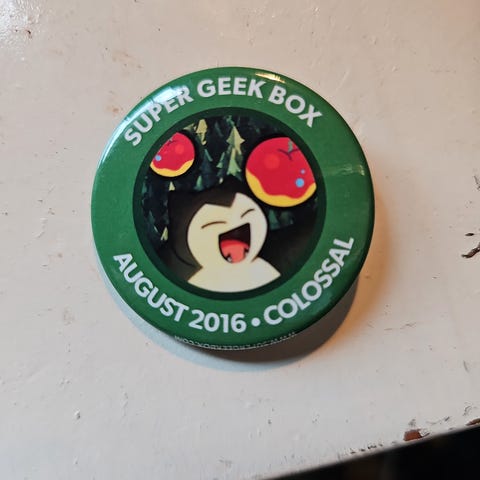 SUPER GEEK BOX
AUGUST 2016 • COLOSSAL